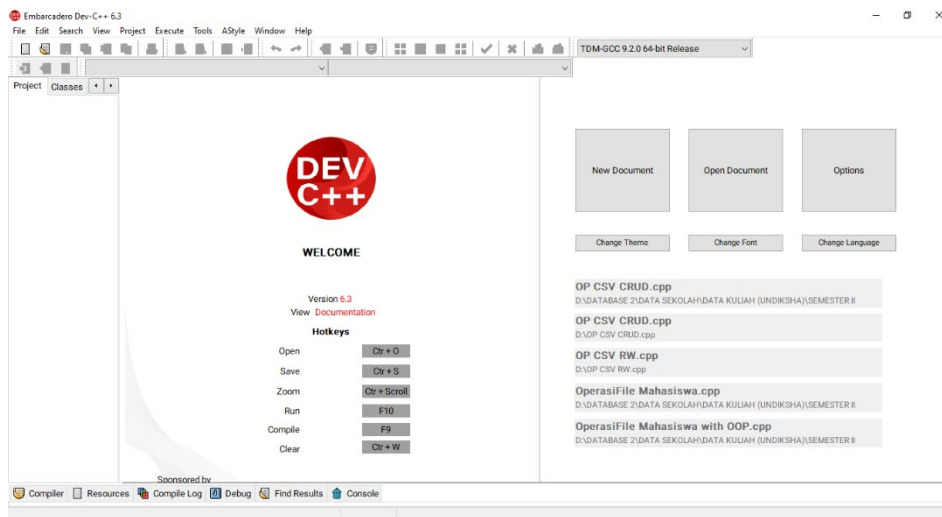 Embarcadero Dev-C++ 6.3
File Edit Search View Project Execute Tools AStyle Window Help
TDM-GCC 9.2.0 64-bit Release
Project Classes
DEV
C++
WELCOME
Version 6.3
View Documentation
Hotkeys
Open Ctr + O
Save Ctr + S
Zoom Ctr + Scroll
Run F10
Compile F9
Clear Ctr + W
Sponsored by
New Document Open Document Options
Change Theme Change Font Change Language
OP CSV CRUD.cpp
D:\DATABASE 2\DATA SEKOLAH\DATA KULIAH (UNDIKSHA)\SEMESTER II
OP CSV CRUD.cpp
D:\OP CSV CRUD.cpp
OP CSV RW.cpp
D:\OP CSV RW.cpp
OperasiFile Mahasiswa.cpp
D:\DATABASE 2\DATA SEKOLAH\DATA KULIAH (UNDIKSHA)\SEMESTER II
OperasiFile Mahasiswa with OOP.cpp
D:\DATABASE 2\DATA SEKOLAH\DATA KULIAH (UNDIKSHA)\SEMESTER II
Compiler Resources Compile Log Debug Find Results Console